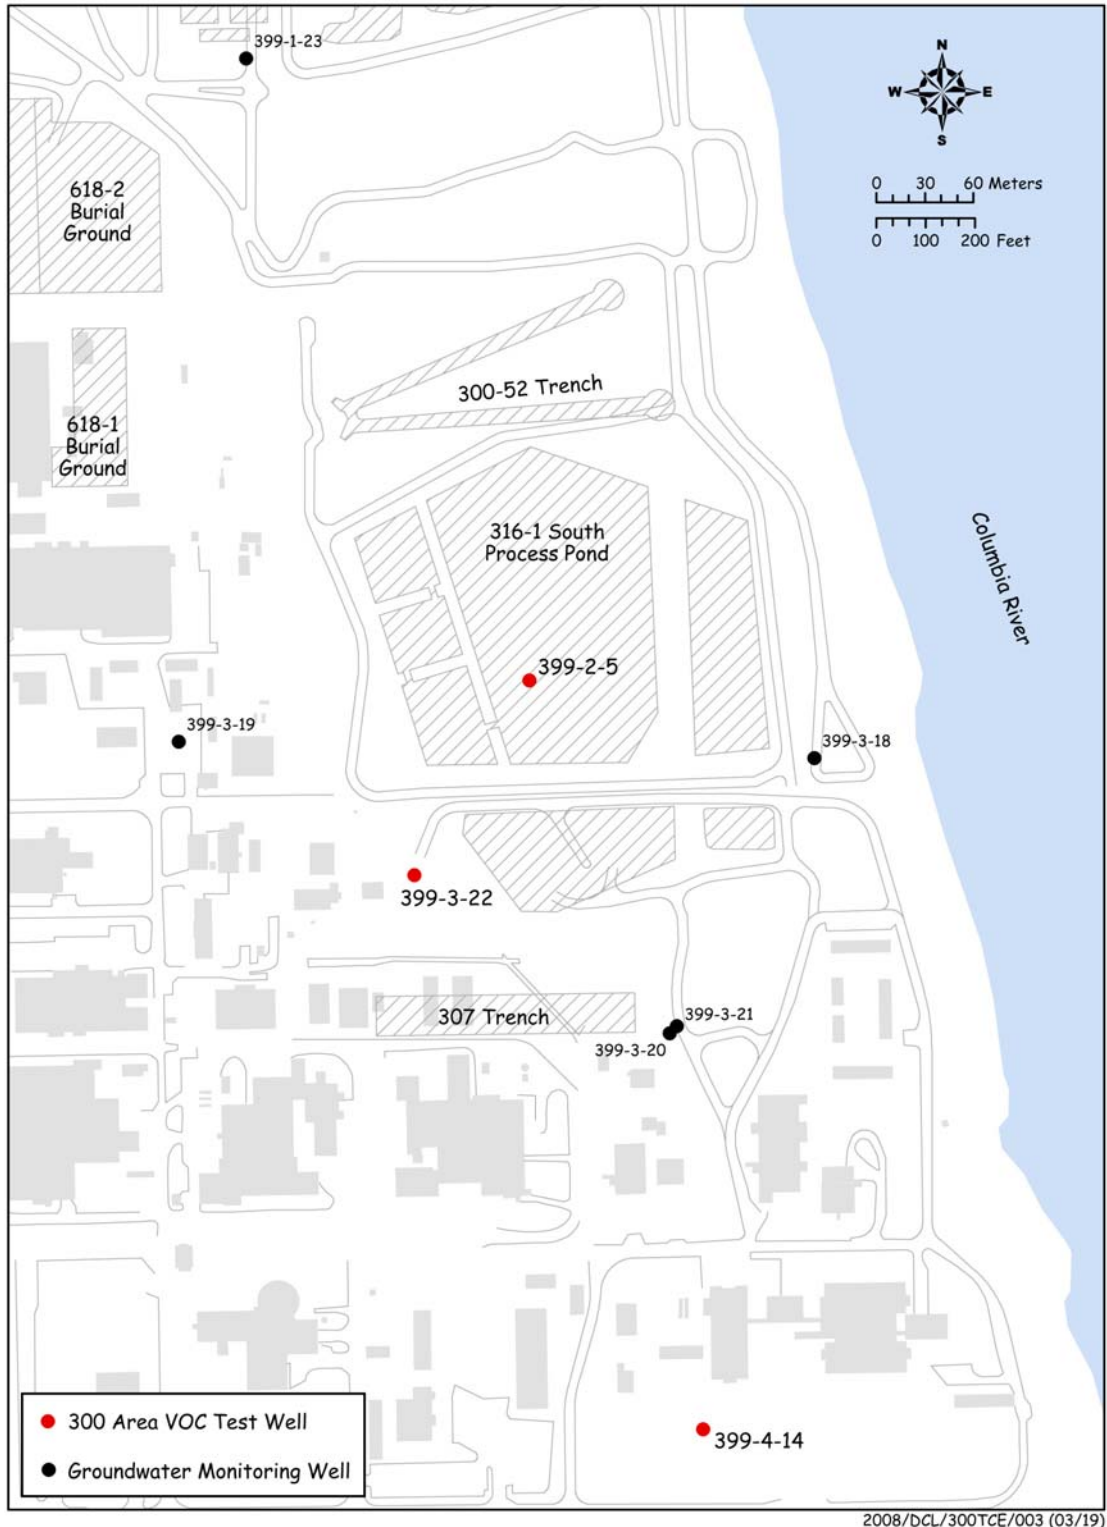 399-1-23
N
W E
S
0 30 60 Meters
0 100 200 Feet
618-2
Burial
Ground
300-52 Trench
618-1
Burial
Ground
316-1 South
Process Pond
Columbia River
399-2-5
399-3-19
399-3-18
399-3-22
307 Trench
399-3-21
399-3-20
300 Area VOC Test Well
399-4-14
Groundwater Monitoring Well
2008/DCL/300TCE/003 (03/19)